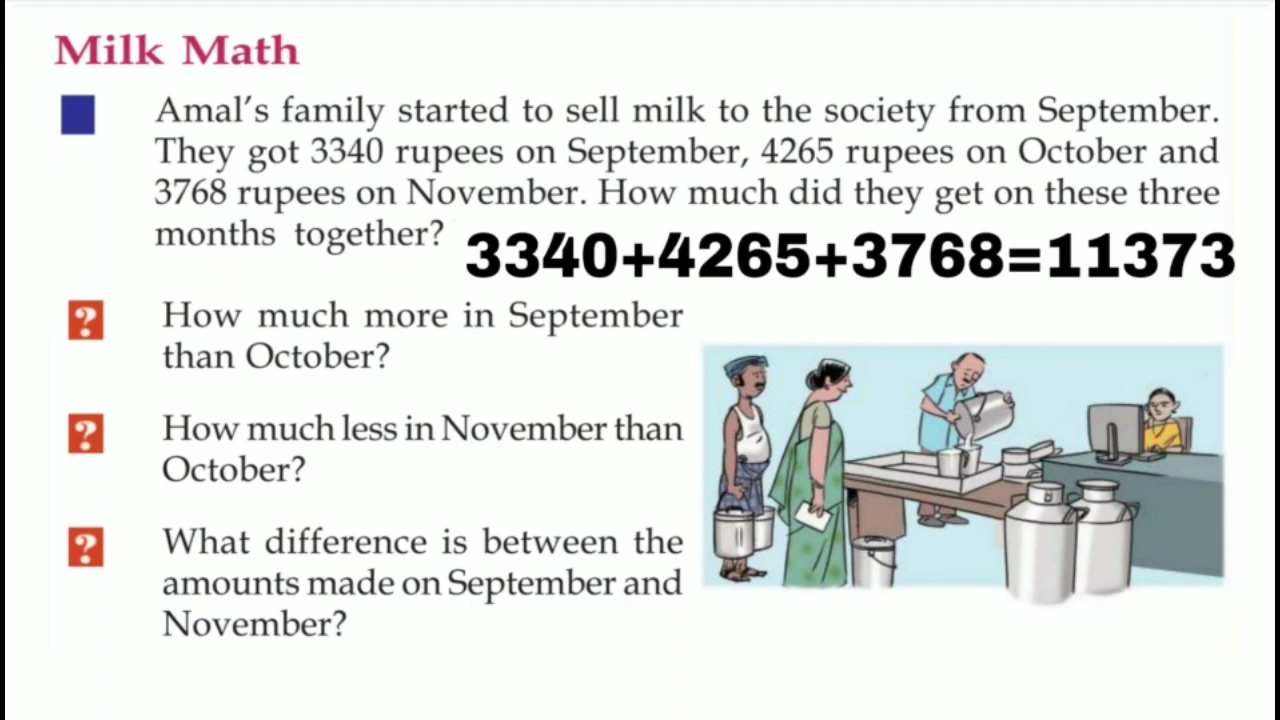 Milk Math
Amal's family started to sell milk to the society from September.
They got 3340 rupees on September, 4265 rupees on October and
3768 rupees on November. How much did they get on these three
months together?
3340+4265+3768=11373
? How much more in September
than October?
? How much less in November than
October?
? What difference is between the
amounts made on September and
November?